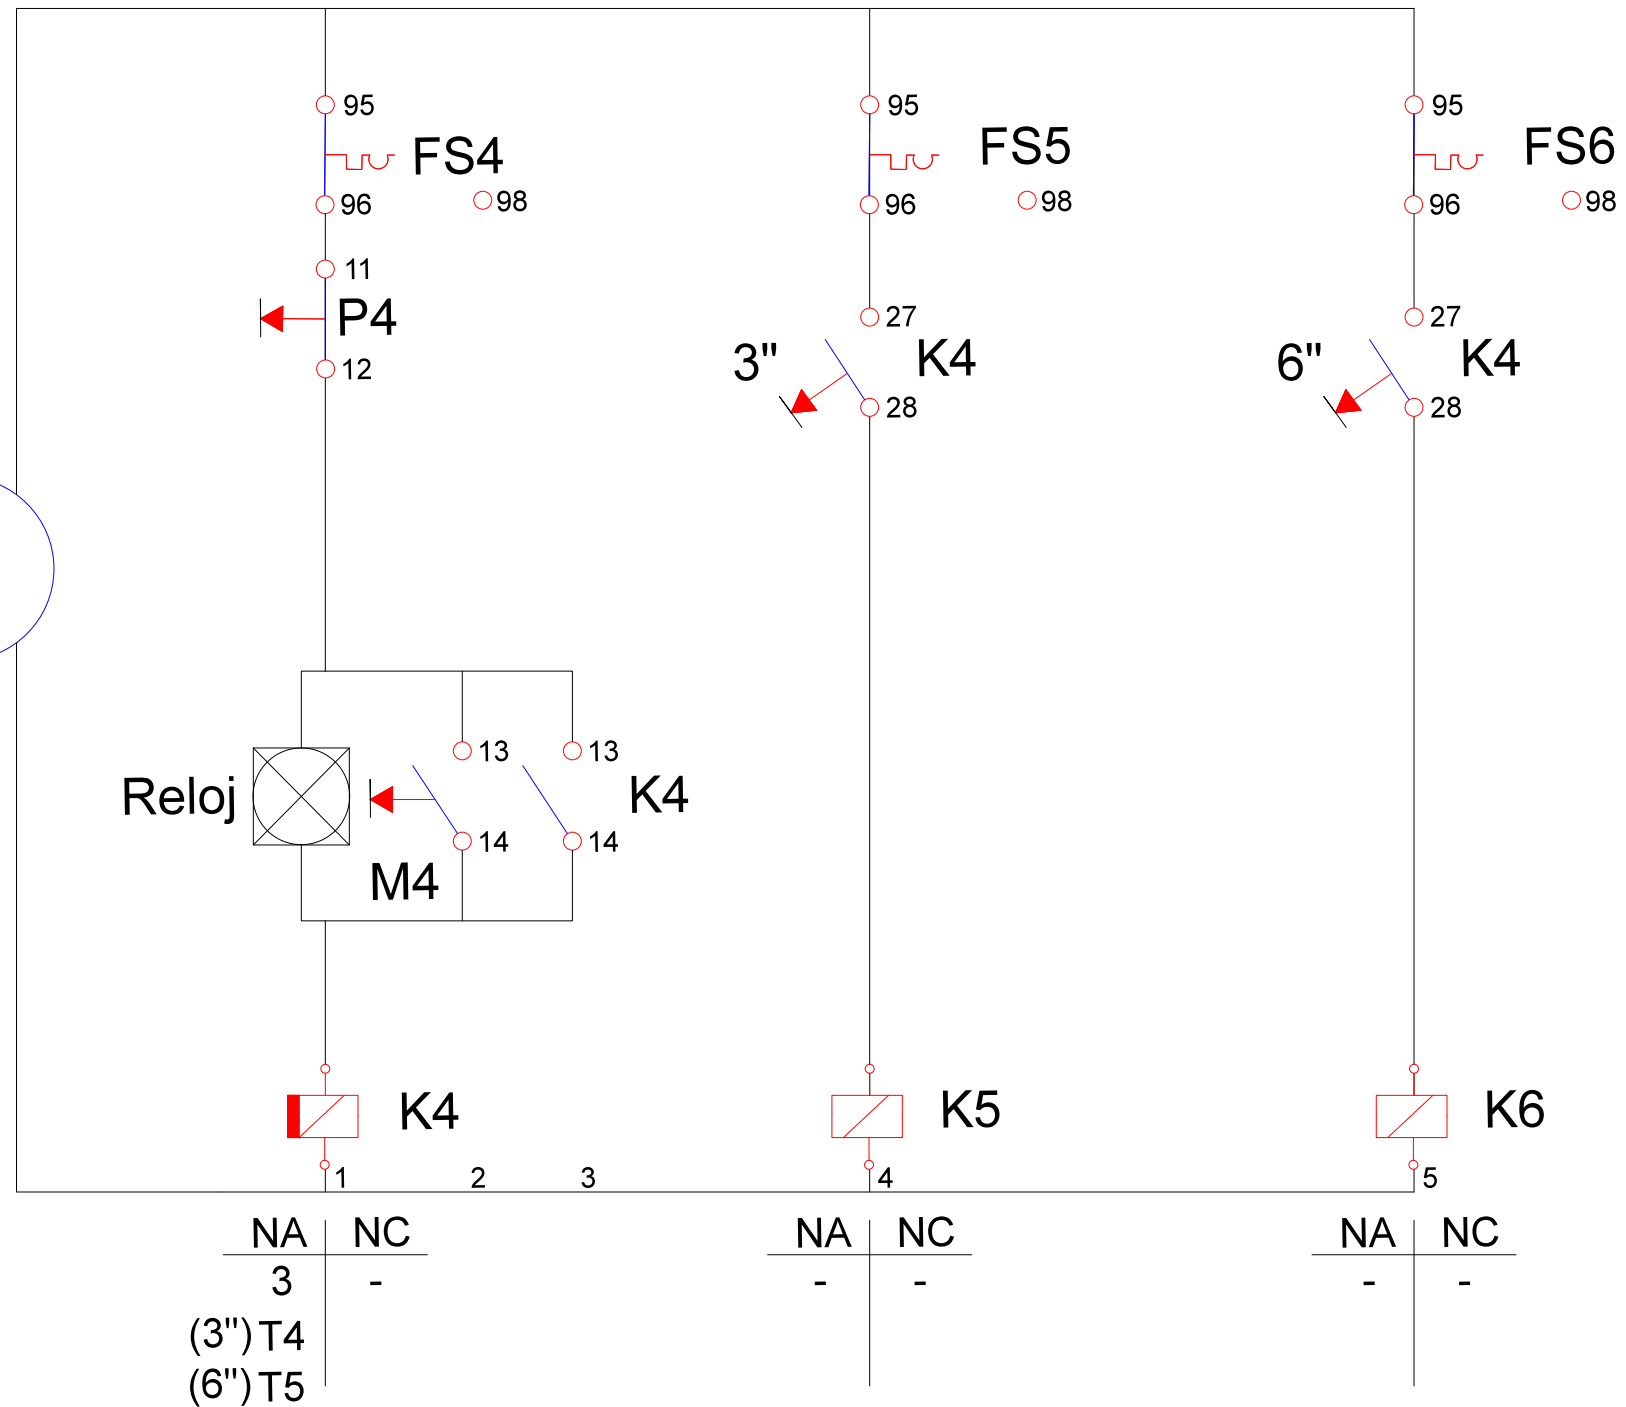 95 95 95
FS4 FS5 FS6
96 98 96 98 96 98
11
P4 27 27
12 3" K4 6" K4
28 28
13 13
Reloj K4
14 14
M4
K4 K5 K6
1 2 3 4 5
NA NC NA NC NA NC
3 - - - - -
(3") T4
(6") T5